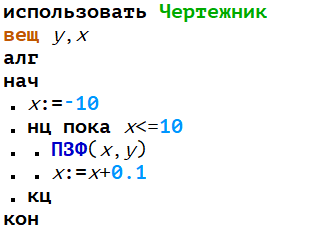 использовать Чертежник
вещ y,x
алг
нач
. x:=-10
. нц пока x<=10
. . ПЗФ(x,y)
. . x:=x+0.1
. кц
кон